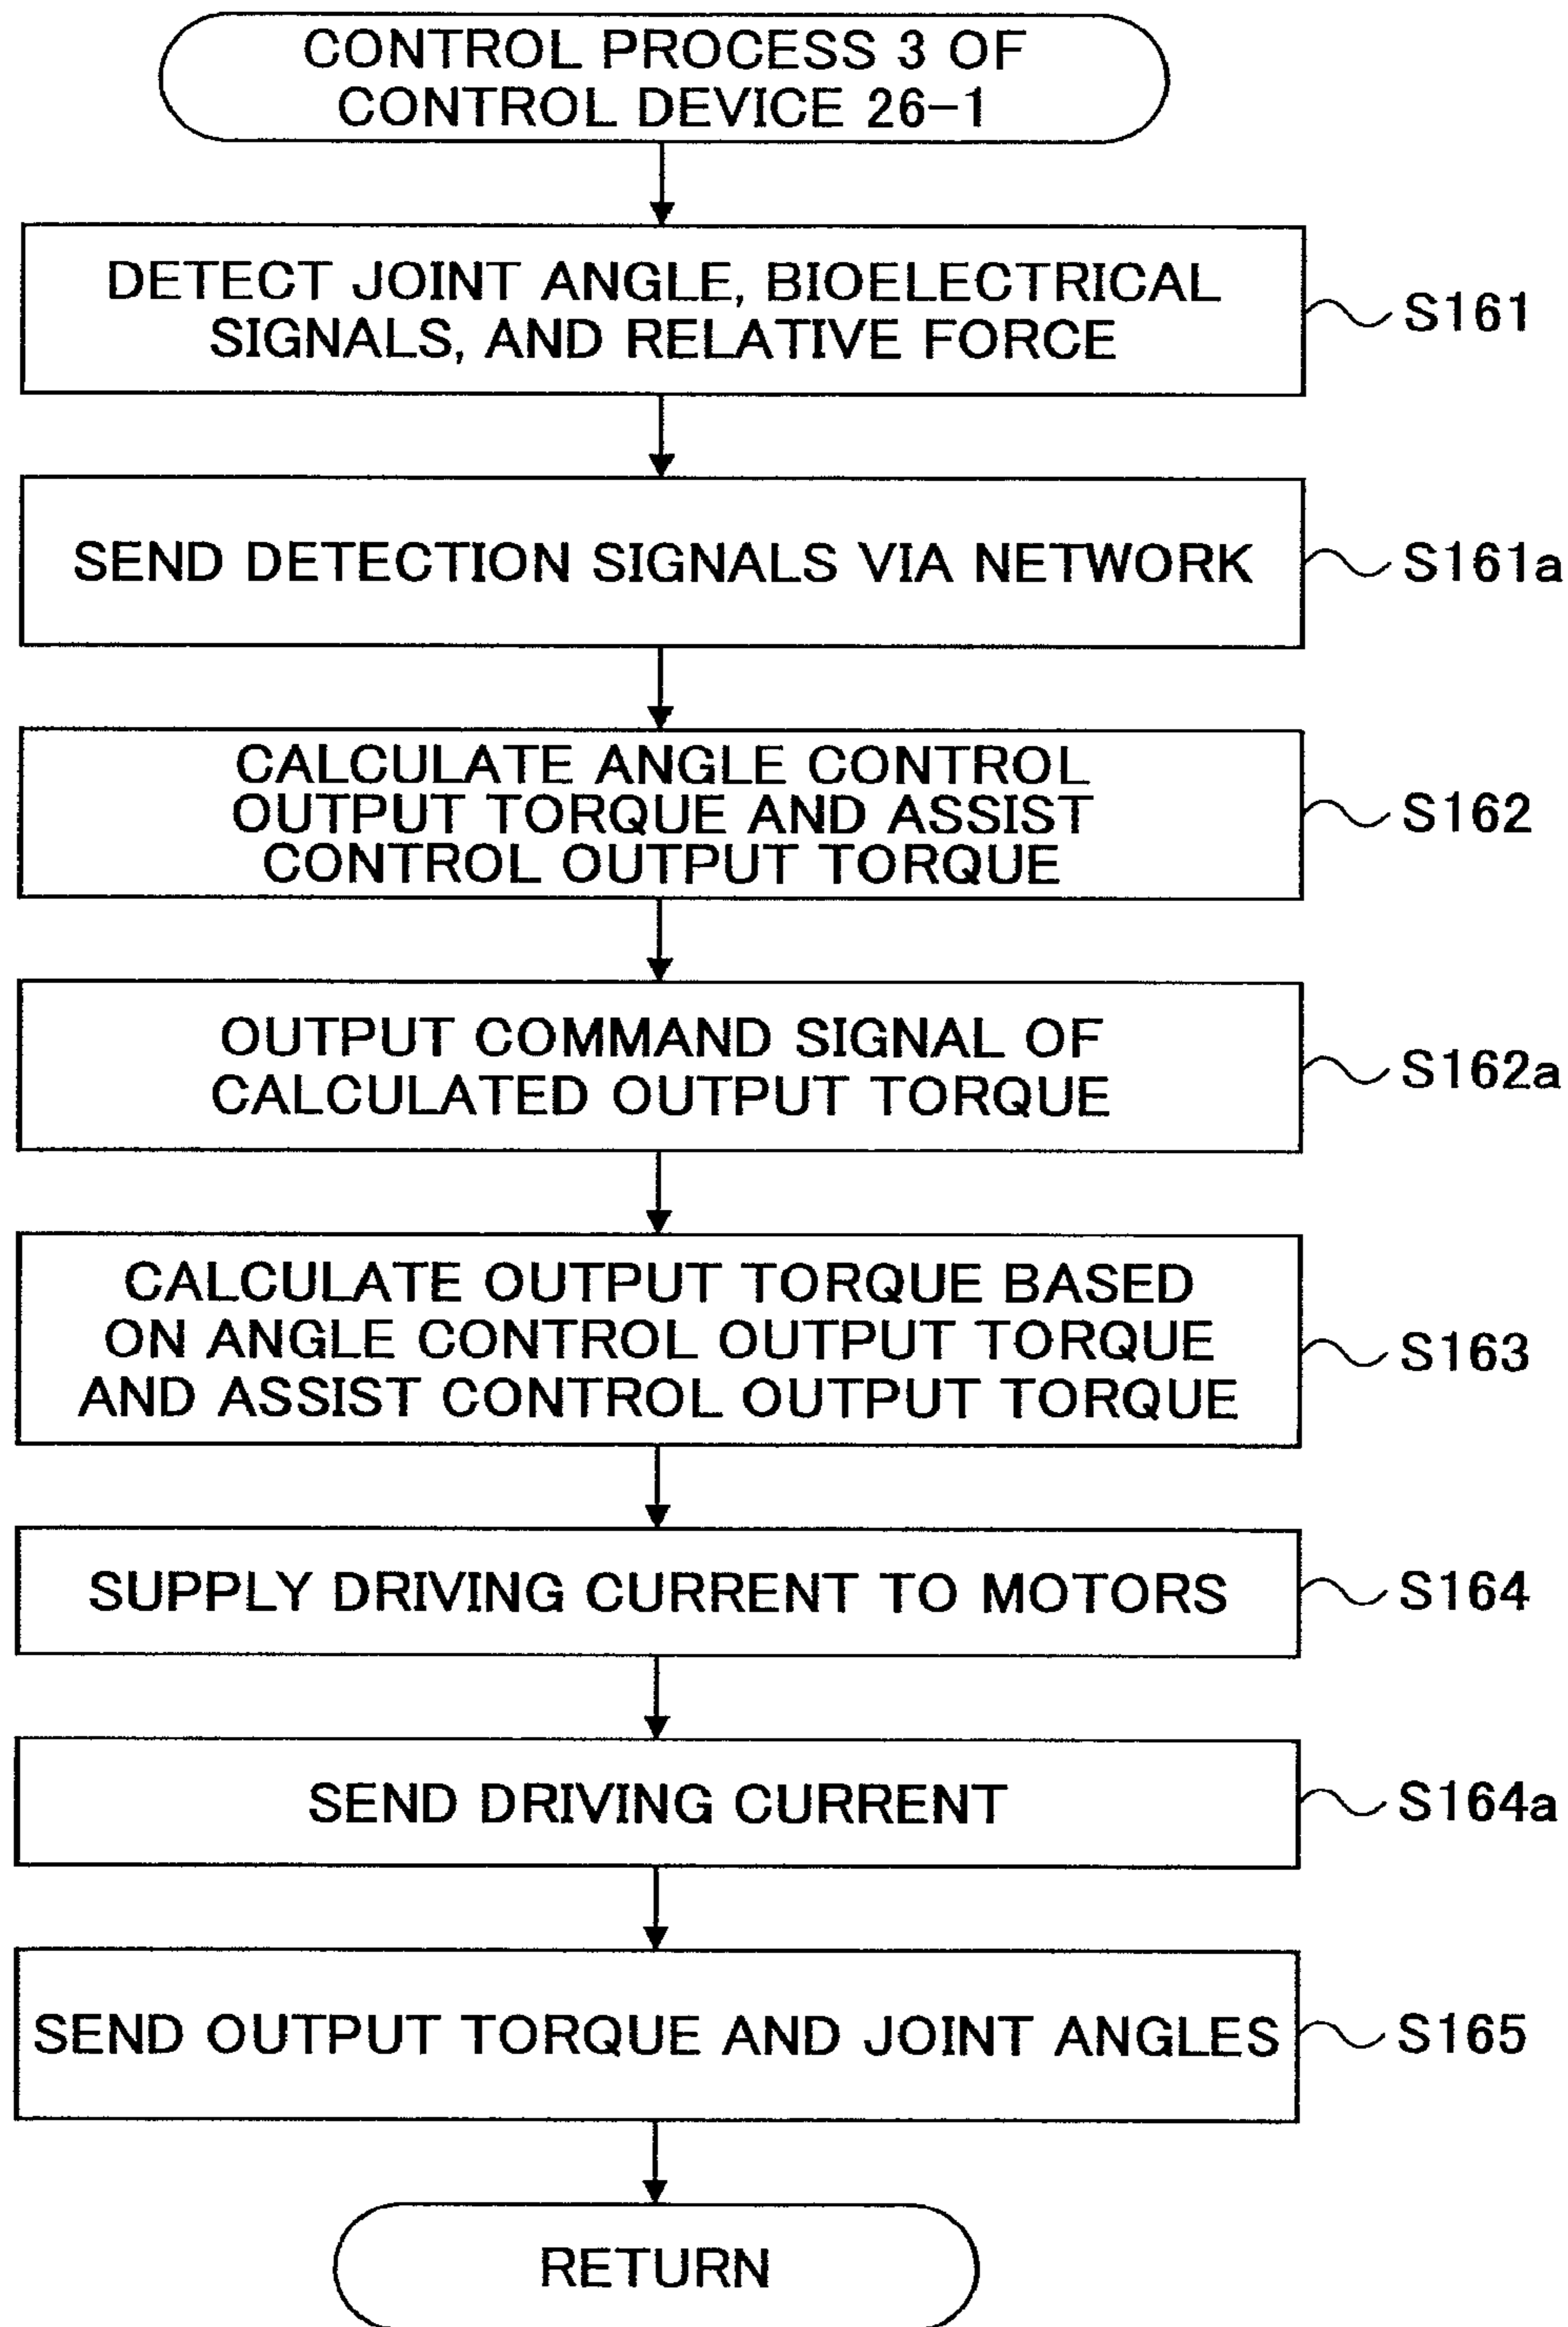 CONTROL PROCESS 3 OF
CONTROL DEVICE 26-1
DETECT JOINT ANGLE, BIOELECTRICAL
SIGNALS, AND RELATIVE FORCE
S161
SEND DETECTION SIGNALS VIA NETWORK
S161a
CALCULATE ANGLE CONTROL
OUTPUT TORQUE AND ASSIST
CONTROL OUTPUT TORQUE
S162
OUTPUT COMMAND SIGNAL OF
CALCULATED OUTPUT TORQUE
S162a
CALCULATE OUTPUT TORQUE BASED
ON ANGLE CONTROL OUTPUT TORQUE
AND ASSIST CONTROL OUTPUT TORQUE
S163
SUPPLY DRIVING CURRENT TO MOTORS
S164
SEND DRIVING CURRENT
S164a
SEND OUTPUT TORQUE AND JOINT ANGLES
S165
RETURN